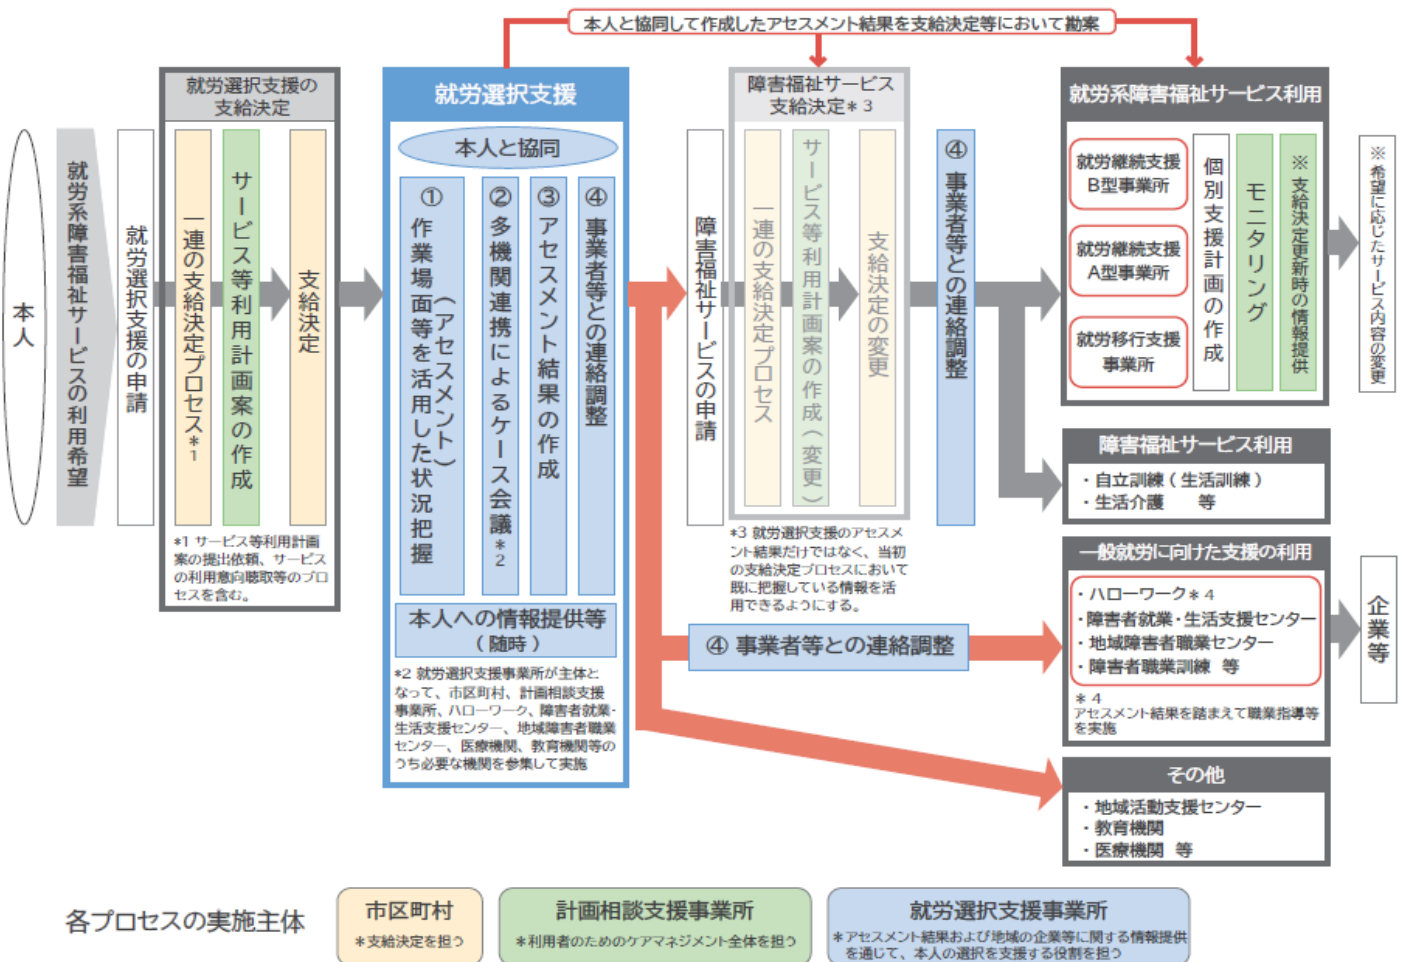 本人と協同して作成したアセスメント結果を支給決定等において勘案
本人
就労系障害福祉サービスの利用希望
就労選択支援の申請
就労選択支援の
支給決定
一連の支給決定プロセス*1
サービス等利用計画案の作成
支給決定
*1 サービス等利用計画
案の提出依頼、サービス
の利用意向聴取等のプロ
セスを含む。
就労選択支援
本人と協同
① 作業場面等を活用した状況把握
(アセスメント)
② 多機関連携によるケース会議*2
③ アセスメント結果の作成
④ 事業者等との連絡調整
本人への情報提供等
(随時)
*2 就労選択支援事業所が主体と
なって、市区町村、計画相談支援
事業所、ハローワーク、障害者就業・
生活支援センター、地域障害者職業
センター、医療機関、教育機関等の
うち必要な機関を参集して実施
障害福祉サービスの申請
障害福祉サービス
支給決定*3
一連の支給決定プロセス
サービス等利用計画案の作成(変更)
支給決定の変更
*3 就労選択支援のアセスメ
ント結果だけではなく、当初
の支給決定プロセスにおいて
既に把握している情報を活
用できるようにする。
④ 事業者等との連絡調整
④ 事業者等との連絡調整
就労系障害福祉サービス利用
就労継続支援
B型事業所
就労継続支援
A型事業所
就労移行支援
事業所
個別支援計画の作成
モニタリング
※支給決定更新時の情報提供
※希望に応じたサービス内容の変更
障害福祉サービス利用
・自立訓練(生活訓練)
・生活介護 等
一般就労に向けた支援の利用
・ハローワーク*4
・障害者就業・生活支援センター
・地域障害者職業センター
・障害者職業訓練 等
*4
アセスメント結果を踏まえて職業指導等
を実施
企業等
その他
・地域活動支援センター
・教育機関
・医療機関 等
各プロセスの実施主体
市区町村
*支給決定を担う
計画相談支援事業所
*利用者のためのケアマネジメント全体を担う
就労選択支援事業所
*アセスメント結果および地域の企業等に関する情報提供
を通じて、本人の選択を支援する役割を担う